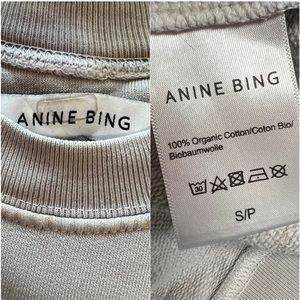 ANINE BING
ANINE BING
100% Organic Cotton/Coton Bio/
Biobaumwolle
S/P